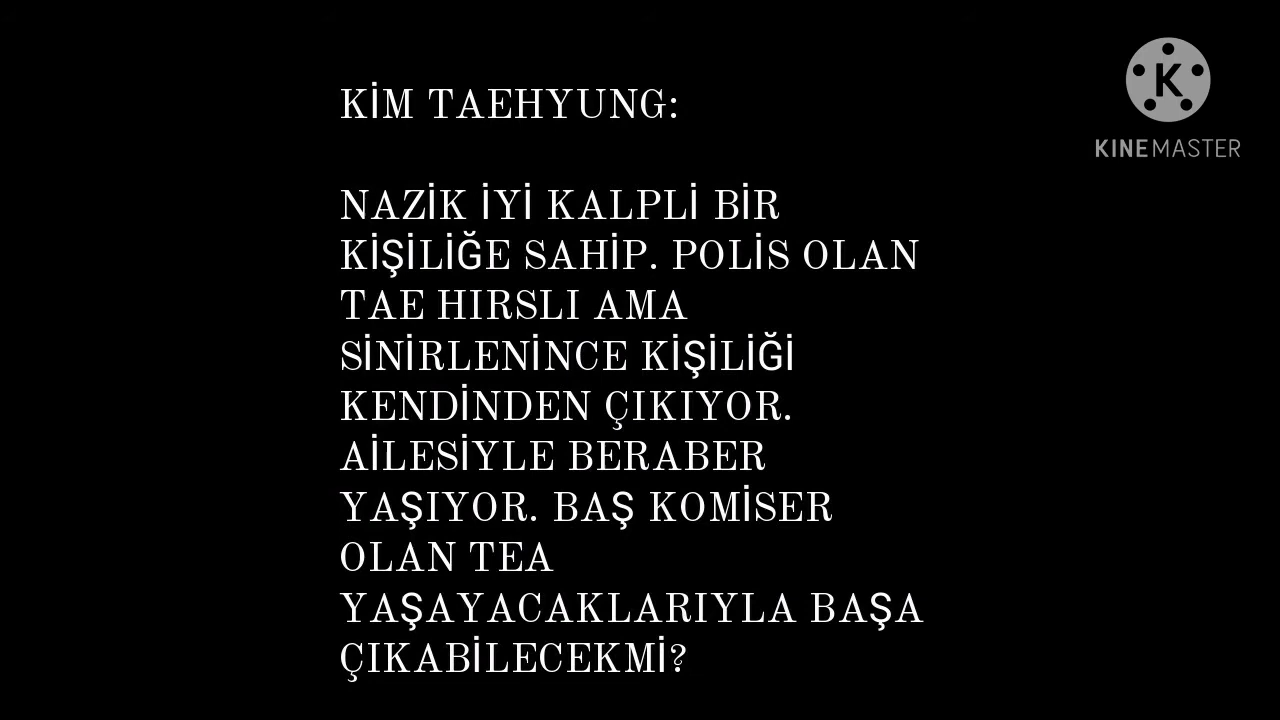 KİM TAEHYUNG:
NAZİK İYİ KALPLİ BİR
KİŞİLİĞE SAHİP. POLİS OLAN
TAE HIRSLI AMA
SİNİRLENİNCE KİŞİLİĞİ
KENDİNDEN ÇIKIYOR.
AİLESİYLE BERABER
YAŞIYOR. BAŞ KOMİSER
OLAN TEA
YAŞAYACAKLARIYLA BAŞA
ÇIKABİLECEKMİ?
K
KINEMASTER